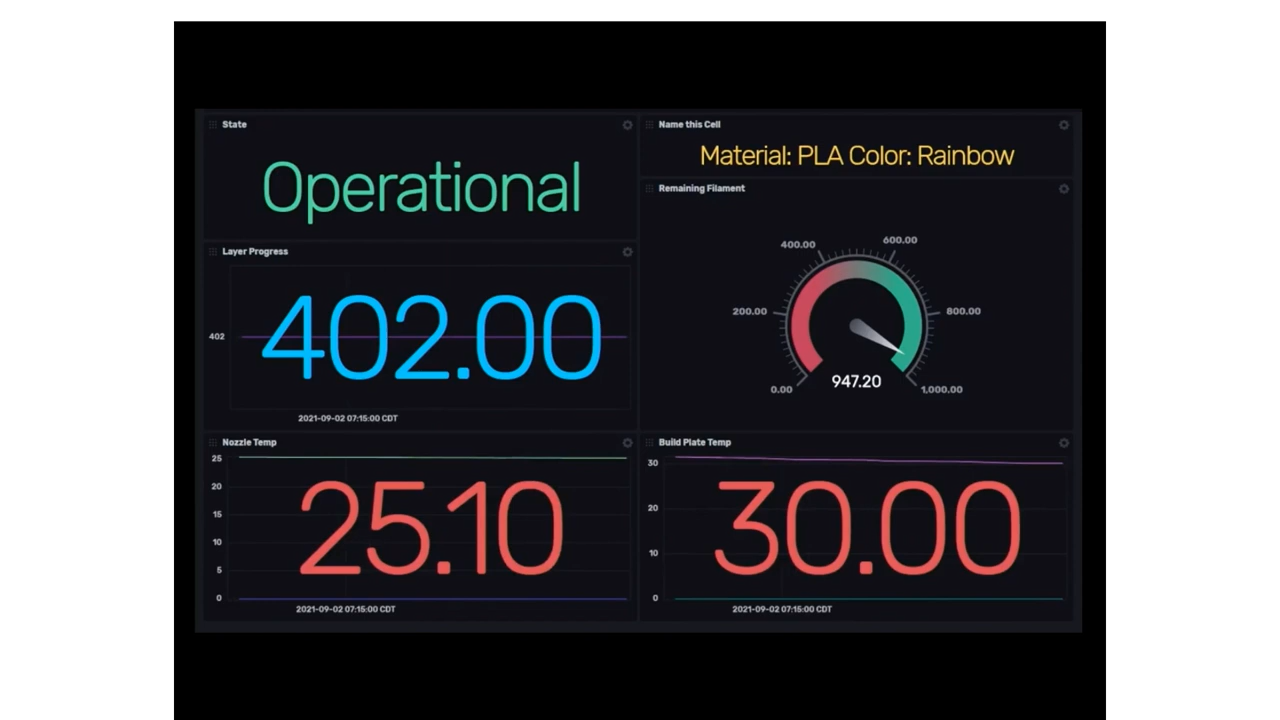 State
Operational
Name this Cell
Material: PLA Color: Rainbow
Layer Progress
402
402.00
2021-09-02 07:15:00 CDT
Remaining Filament
400.00
600.00
200.00
800.00
0.00
947.20
1,000.00
Nozzle Temp
25
20
15
10
5
0
25.10
2021-09-02 07:15:00 CDT
Build Plate Temp
30
20
10
0
30.00
2021-09-02 07:15:00 CDT